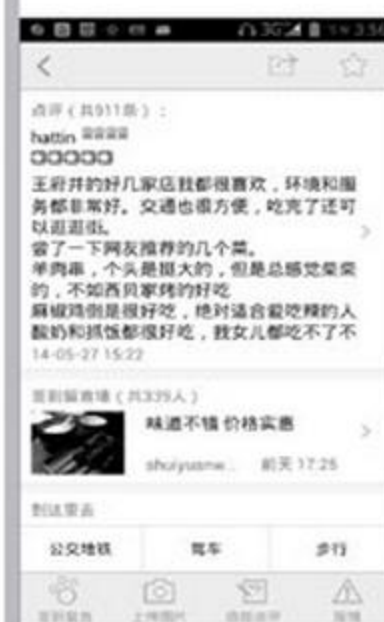 3G 3:56
点评(共911条):
hattin
王府井的好几家店我都很喜欢,环境和服
务都非常好。交通也很方便,吃完了还可
以逛逛街。
尝了一下网友推荐的几个菜。
羊肉串,个头是挺大的,但是总感觉柴柴
的,不如西贝家烤的好吃
麻椒鸡倒是很好吃,绝对适合爱吃辣的人
酸奶和抓饭都很好吃,我女儿都吃不了不
14-05-27 15:22
签到留言墙(共339人)
味道不错 价格实惠
shuiyuanw... 前天 17:25
到这里去
公交地铁 驾车 步行
签到留言 上传图片 报错